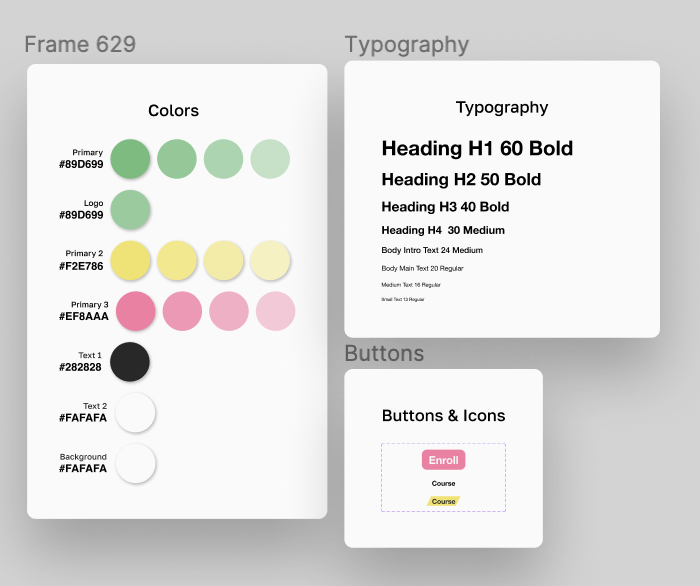 Frame 629
Colors
Primary
#89D699
Logo
#89D699
Primary 2
#F2E786
Primary 3
#EF8AAA
Text 1
#282828
Text 2
#FAFAFA
Background
#FAFAFA
Typography
Typography
Heading H1 60 Bold
Heading H2 50 Bold
Heading H3 40 Bold
Heading H4  30 Medium
Body Intro Text 24 Medium
Body Main Text 20 Regular
Medium Text 16 Regular
Small Text 13 Regular
Buttons
Buttons & Icons
Enroll
Course
Course